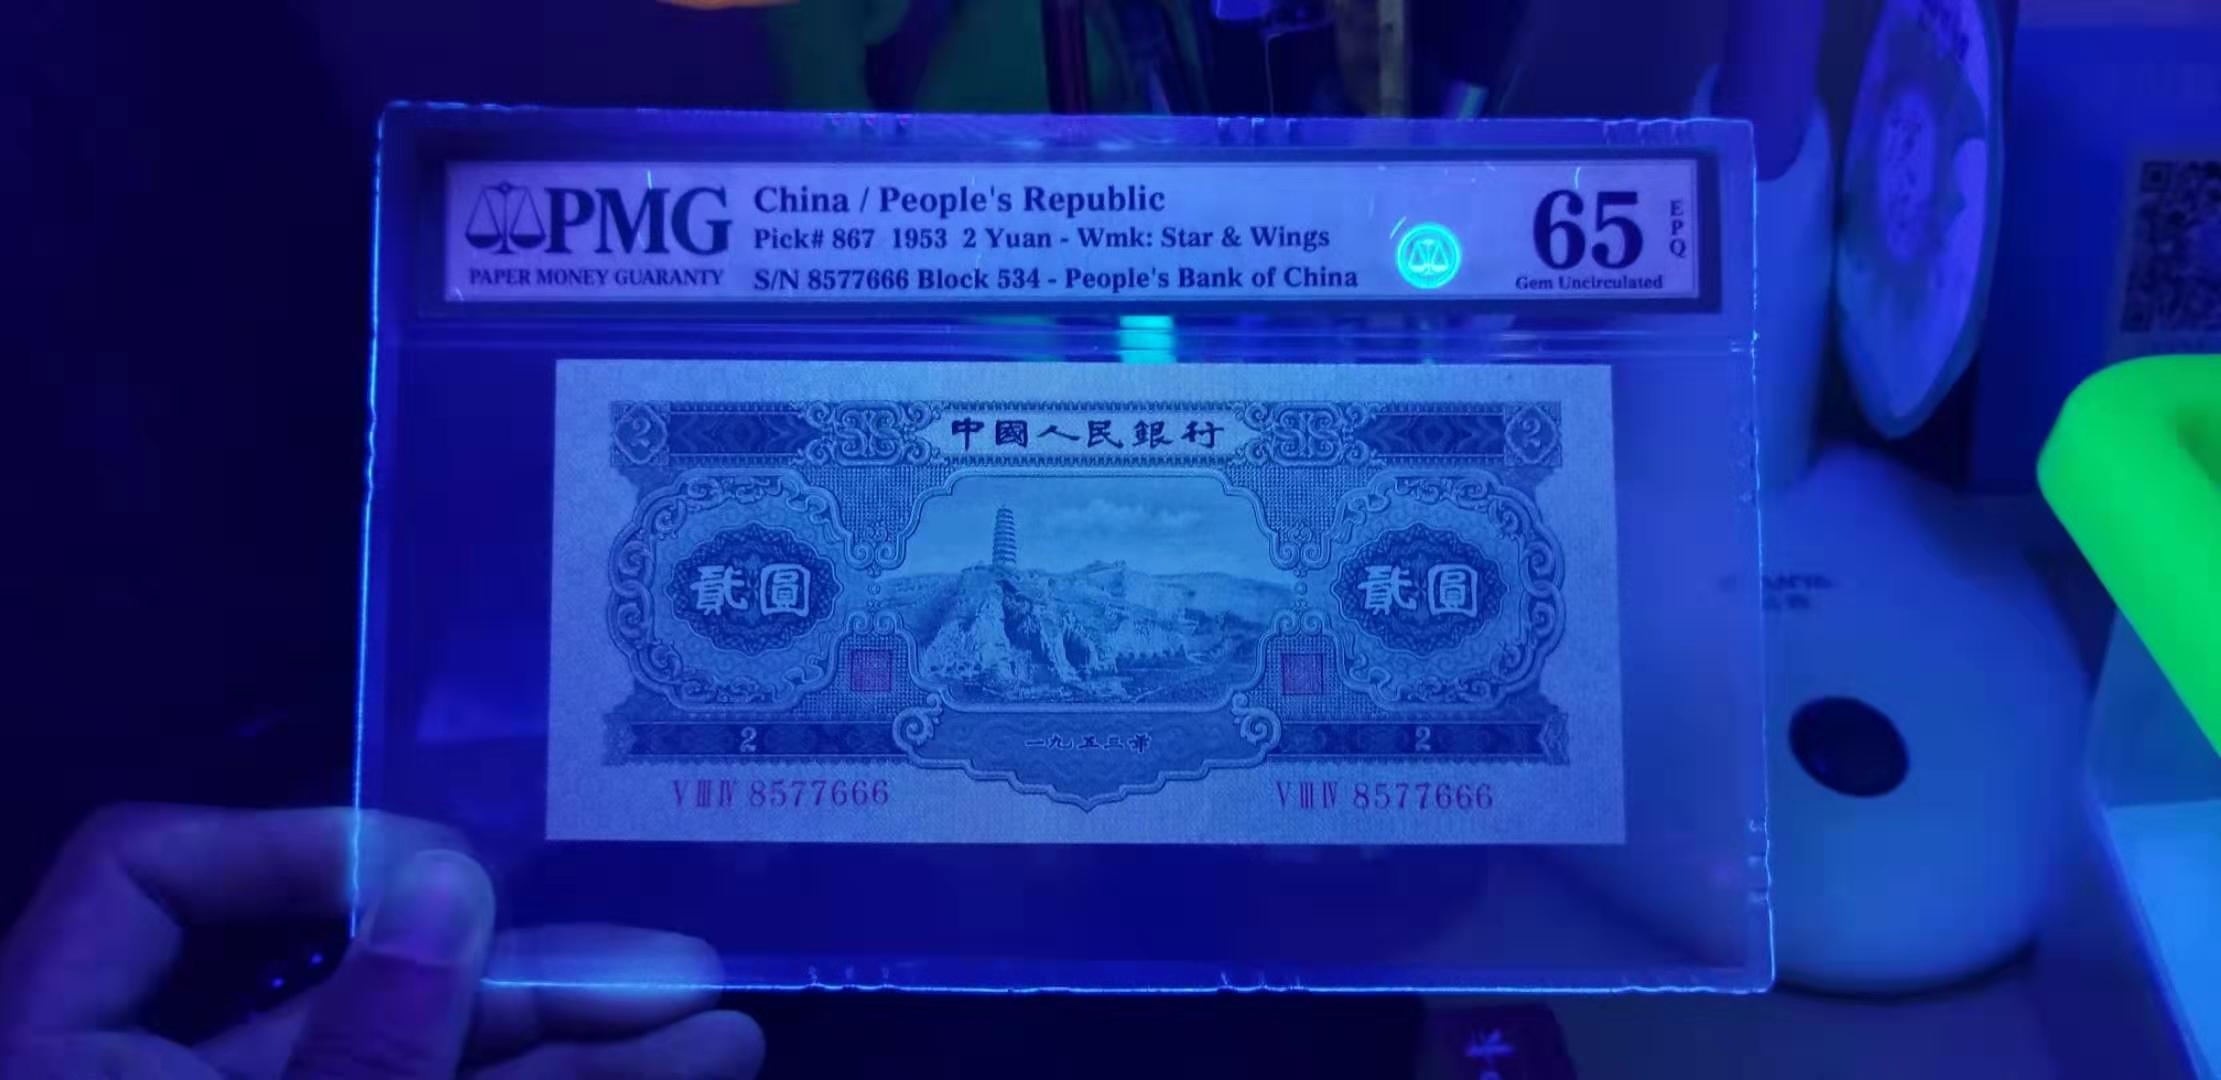 PMG
PAPER MONEY GUARANTY
China / People's Republic
Pick# 867 1953 2 Yuan - Wmk: Star & Wings
S/N 8577666 Block 534 - People's Bank of China
65
EPQ
Gem Uncirculated
2
中國人民銀行
2
貳圓
貳圓
2
一九五三年
2
V III IV 8577666
V III IV 8577666